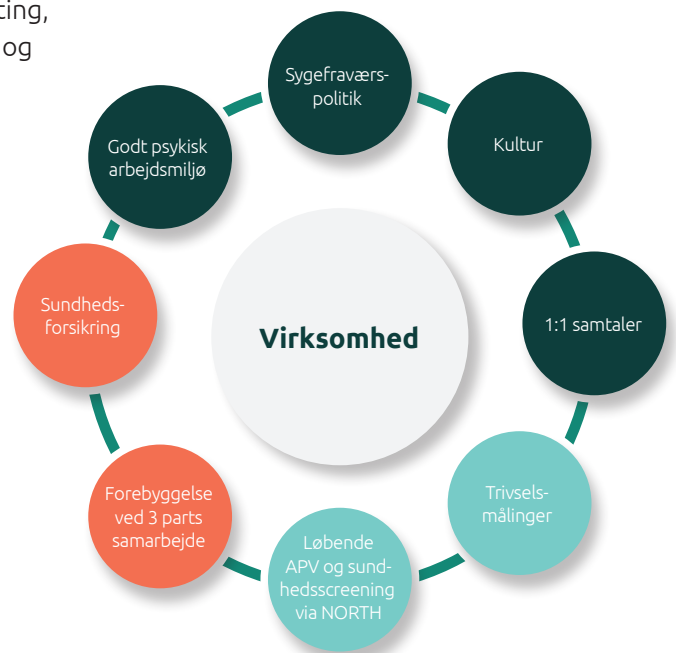 ting,
og
Sygefraværs-
politik
Kultur
1:1 samtaler
Trivsels-
målinger
Løbende
APV og sund-
hedsscreening
via NORTH
Forebyggelse
ved 3 parts
samarbejde
Sundheds-
forsikring
Godt psykisk
arbejdsmiljø
Virksomhed